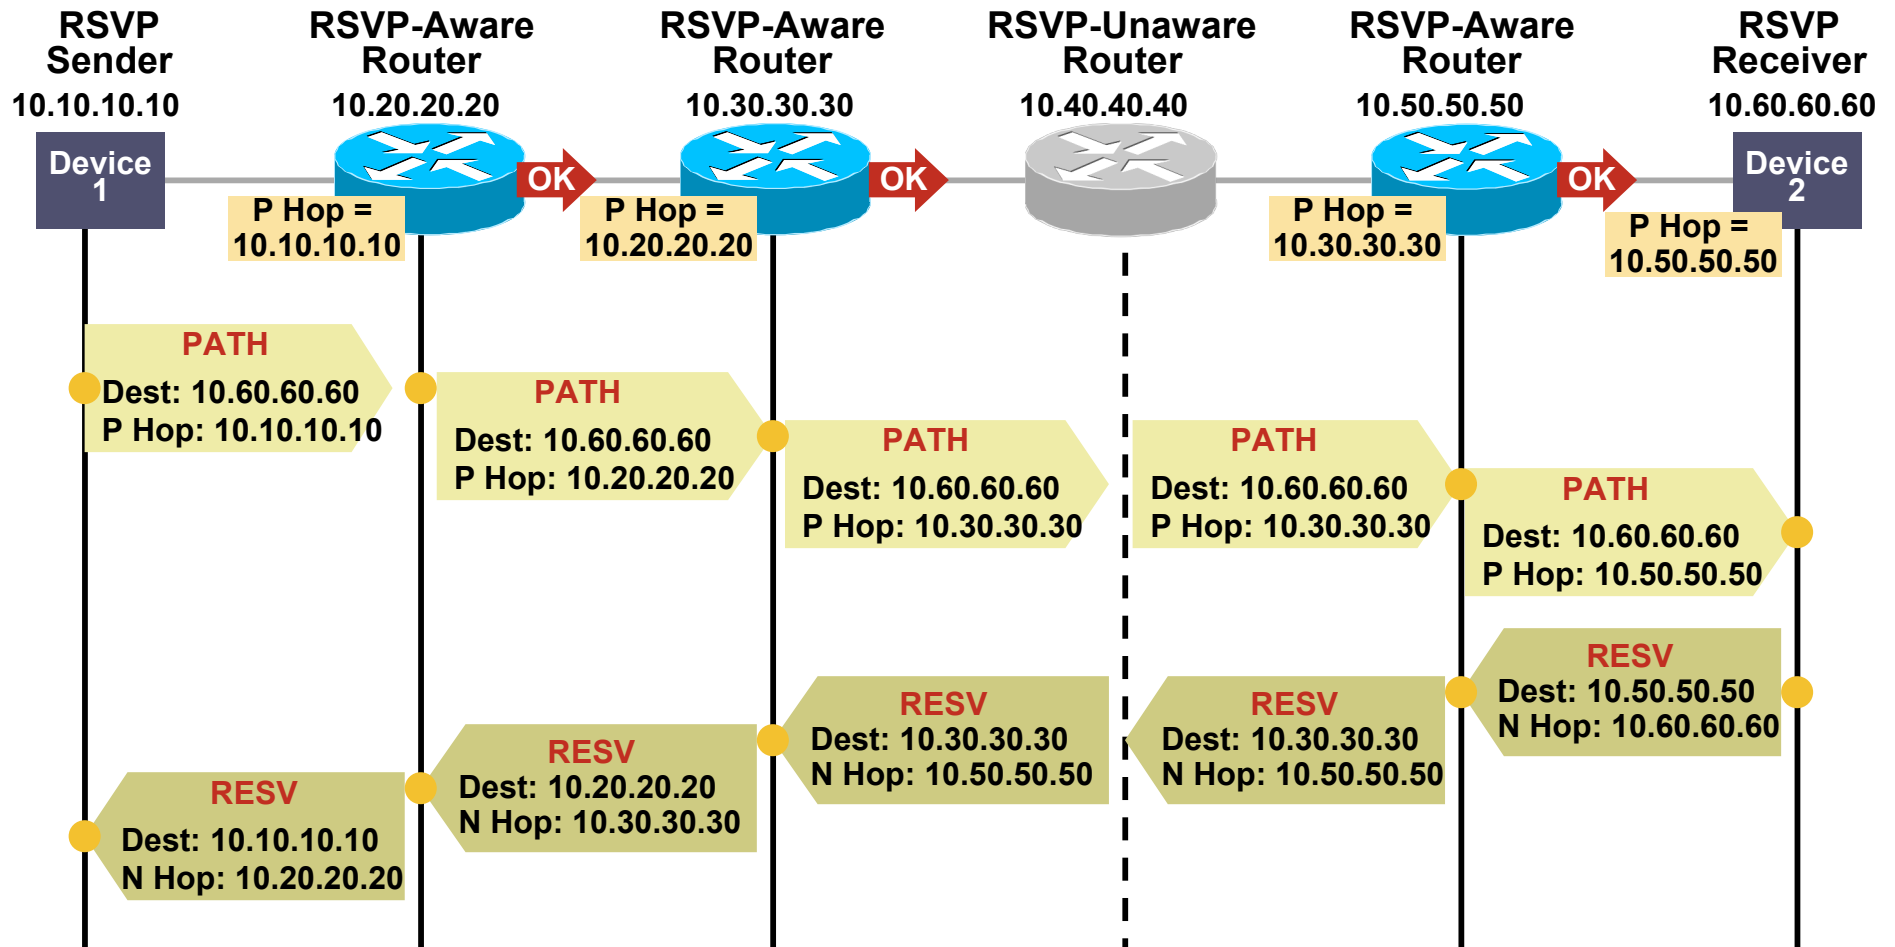 RSVP
Sender
10.10.10.10
RSVP-Aware
Router
10.20.20.20
RSVP-Aware
Router
10.30.30.30
RSVP-Unaware
Router
10.40.40.40
RSVP-Aware
Router
10.50.50.50
RSVP
Receiver
10.60.60.60
Device
1
OK
OK
OK
Device
2
P Hop =
10.10.10.10
P Hop =
10.20.20.20
P Hop =
10.30.30.30
P Hop =
10.50.50.50
PATH
Dest: 10.60.60.60
P Hop: 10.10.10.10
PATH
Dest: 10.60.60.60
P Hop: 10.20.20.20
PATH
Dest: 10.60.60.60
P Hop: 10.30.30.30
PATH
Dest: 10.60.60.60
P Hop: 10.30.30.30
PATH
Dest: 10.60.60.60
P Hop: 10.50.50.50
RESV
Dest: 10.50.50.50
N Hop: 10.60.60.60
RESV
Dest: 10.30.30.30
N Hop: 10.50.50.50
RESV
Dest: 10.30.30.30
N Hop: 10.50.50.50
RESV
Dest: 10.20.20.20
N Hop: 10.30.30.30
RESV
Dest: 10.10.10.10
N Hop: 10.20.20.20